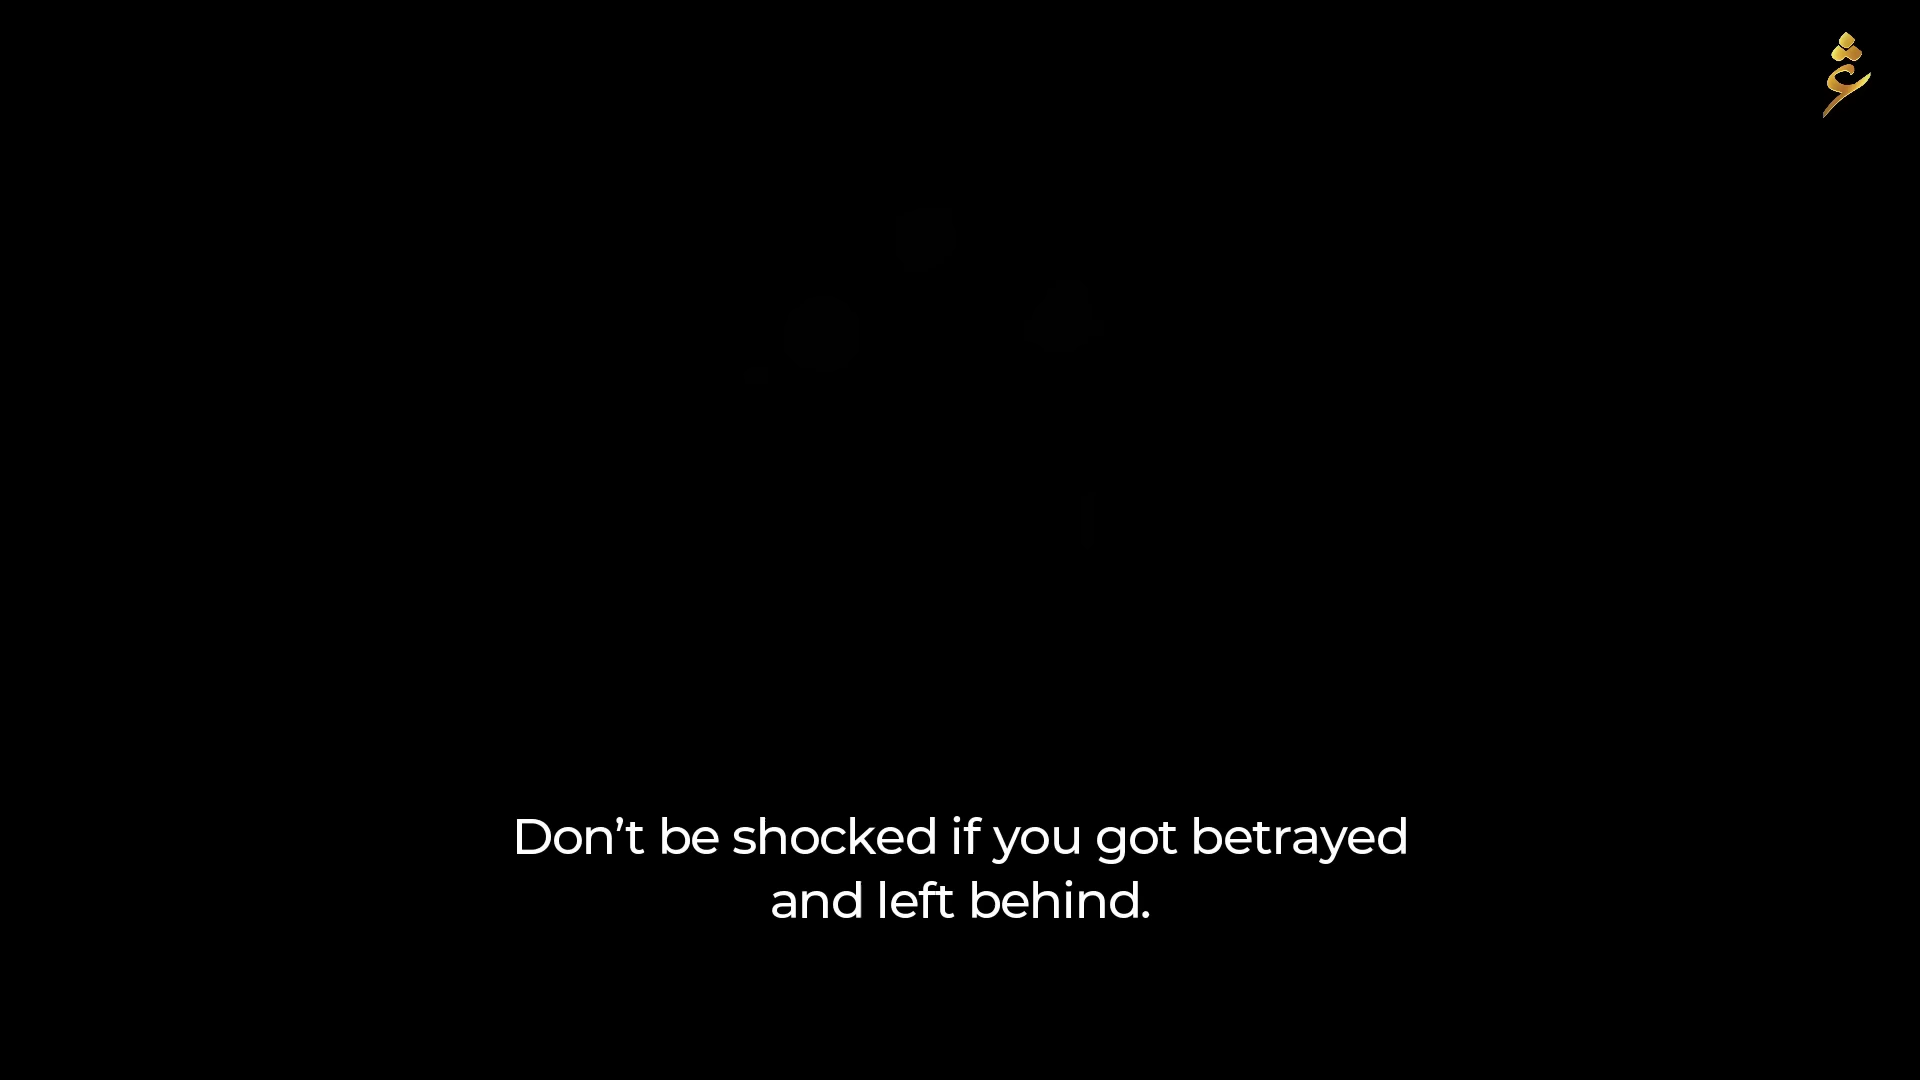 Don’t be shocked if you got betrayed
and left behind.